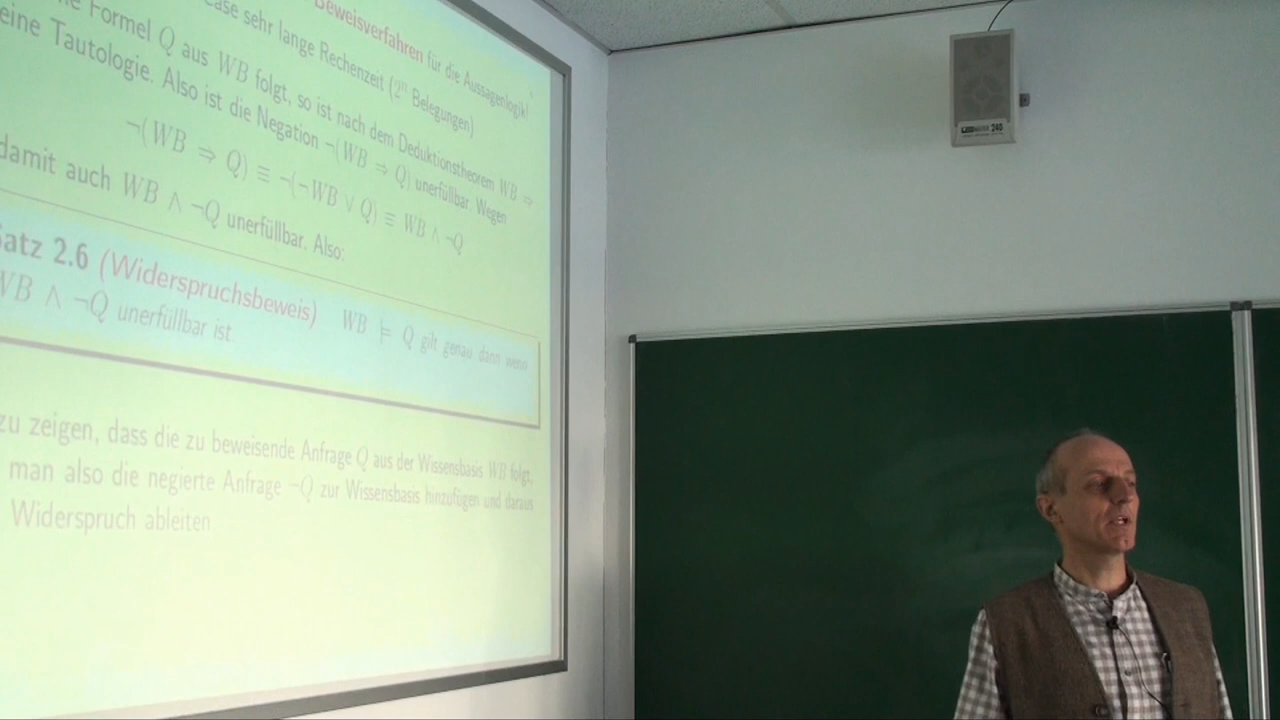 Beweisverfahren für die Aussagenlogik!
case sehr lange Rechenzeit (2ⁿ Belegungen)
Formel Q aus WB folgt, so ist nach dem Deduktionstheorem WB ⇒
eine Tautologie. Also ist die Negation ¬(WB ⇒ Q) unerfüllbar. Wegen
¬(WB ⇒ Q) ≡ ¬(¬WB ∨ Q) ≡ WB ∧ ¬Q
damit auch WB ∧ ¬Q unerfüllbar. Also:
atz 2.6 (Widerspruchsbeweis) WB ⊨ Q gilt genau dann wenn
WB ∧ ¬Q unerfüllbar ist.
zu zeigen, dass die zu beweisende Anfrage Q aus der Wissensbasis WB folgt,
man also die negierte Anfrage ¬Q zur Wissensbasis hinzufügen und daraus
Widerspruch ableiten.
240